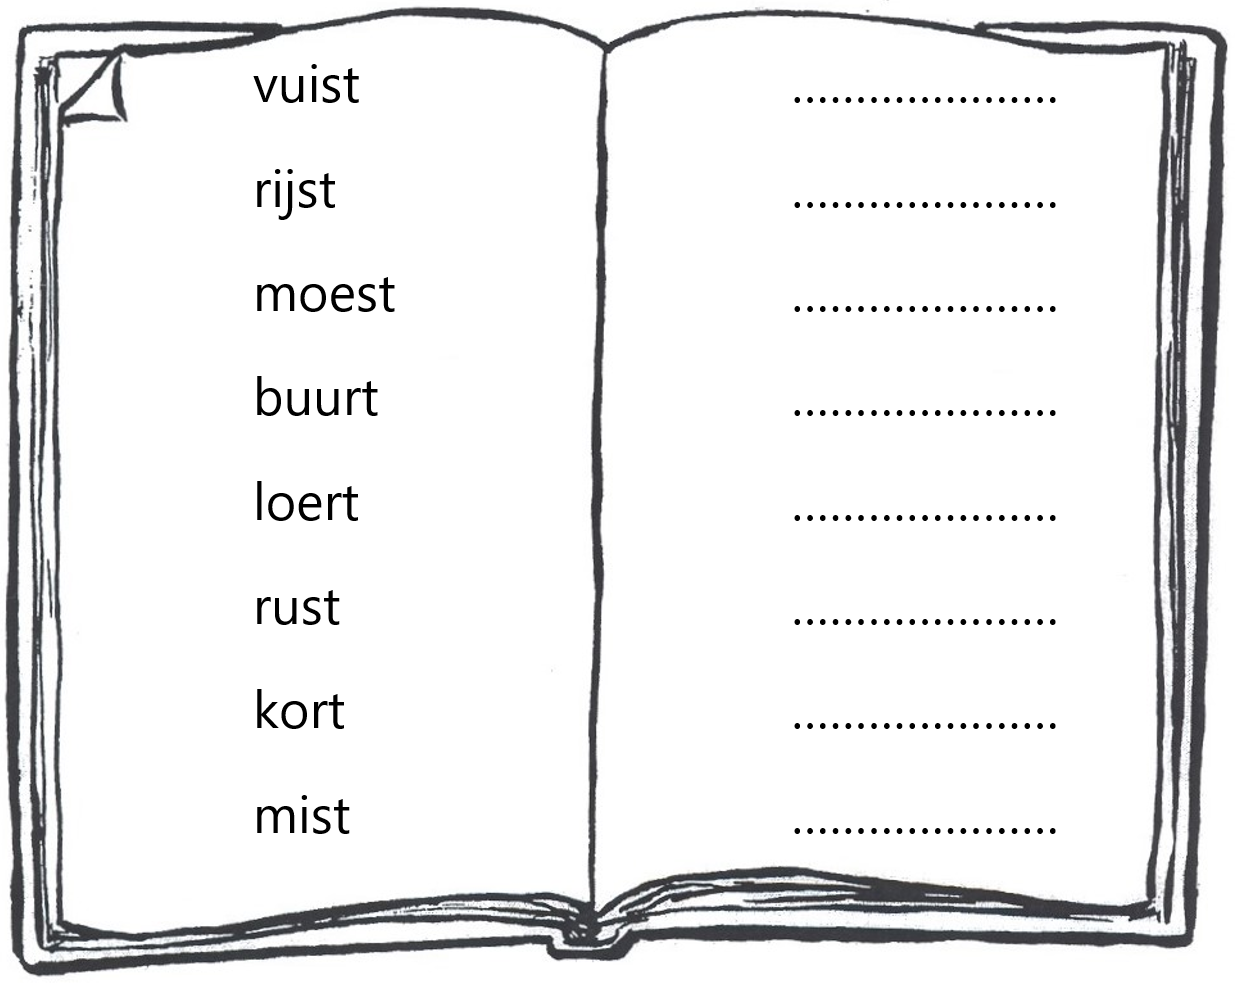 vuist .....................
rijst .....................
moest .....................
buurt .....................
loert .....................
rust .....................
kort .....................
mist .....................